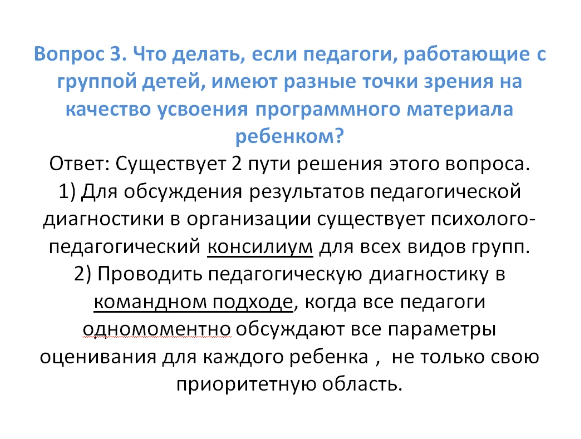 Вопрос 3. Что делать, если педагоги, работающие с
группой детей, имеют разные точки зрения на
качество усвоения программного материала
ребенком?
Ответ: Существует 2 пути решения этого вопроса.
1) Для обсуждения результатов педагогической
диагностики в организации существует психолого-
педагогический консилиум для всех видов групп.
2) Проводить педагогическую диагностику в
командном подходе, когда все педагоги
одномоментно обсуждают все параметры
оценивания для каждого ребенка ,  не только свою
приоритетную область.